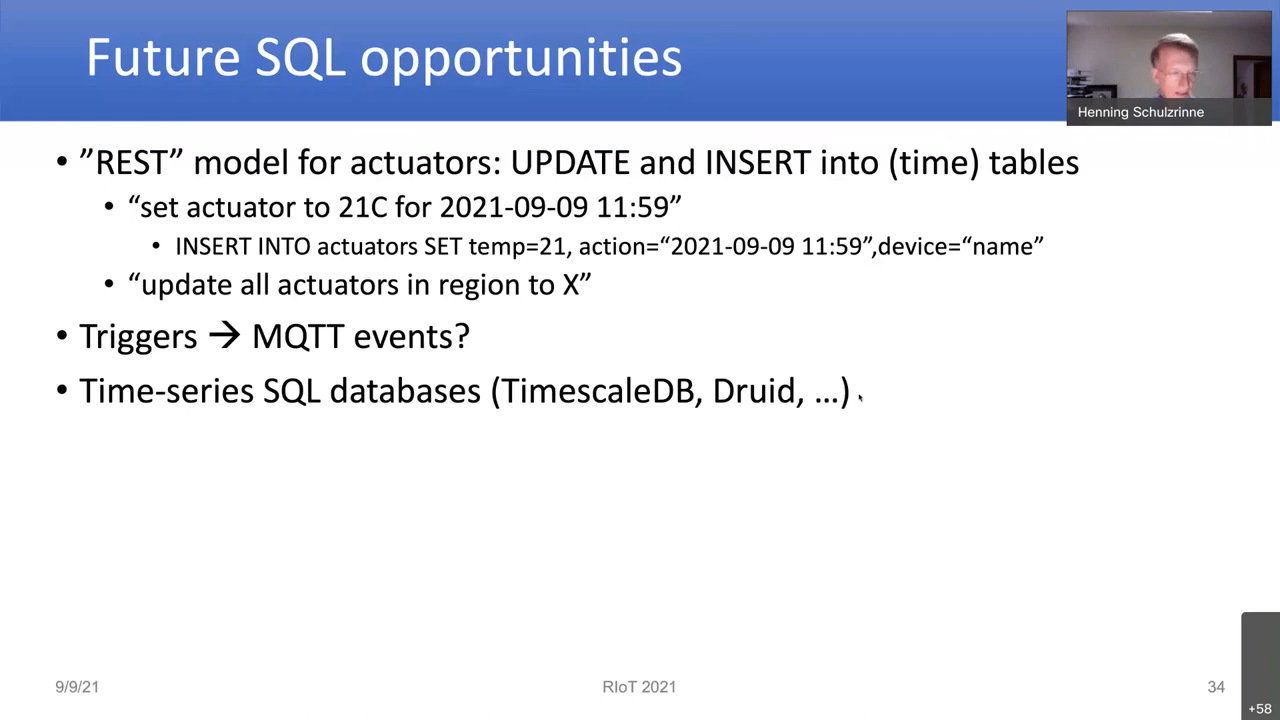 Future SQL opportunities
Henning Schulzrinne
• ”REST” model for actuators: UPDATE and INSERT into (time) tables
• “set actuator to 21C for 2021-09-09 11:59”
• INSERT INTO actuators SET temp=21, action=“2021-09-09 11:59”,device=“name”
• “update all actuators in region to X”
• Triggers → MQTT events?
• Time-series SQL databases (TimescaleDB, Druid, …)
9/9/21
RIoT 2021
34
+58